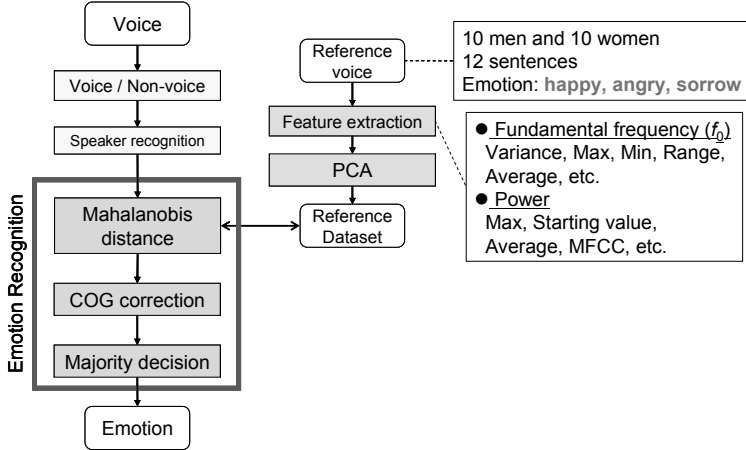 Voice
Voice / Non-voice
Speaker recognition
Emotion Recognition
Mahalanobis
distance
COG correction
Majority decision
Emotion
Reference
voice
Feature extraction
PCA
Reference
Dataset
10 men and 10 women
12 sentences
Emotion: happy, angry, sorrow
● Fundamental frequency (f0)
Variance, Max, Min, Range,
Average, etc.
● Power
Max, Starting value,
Average, MFCC, etc.